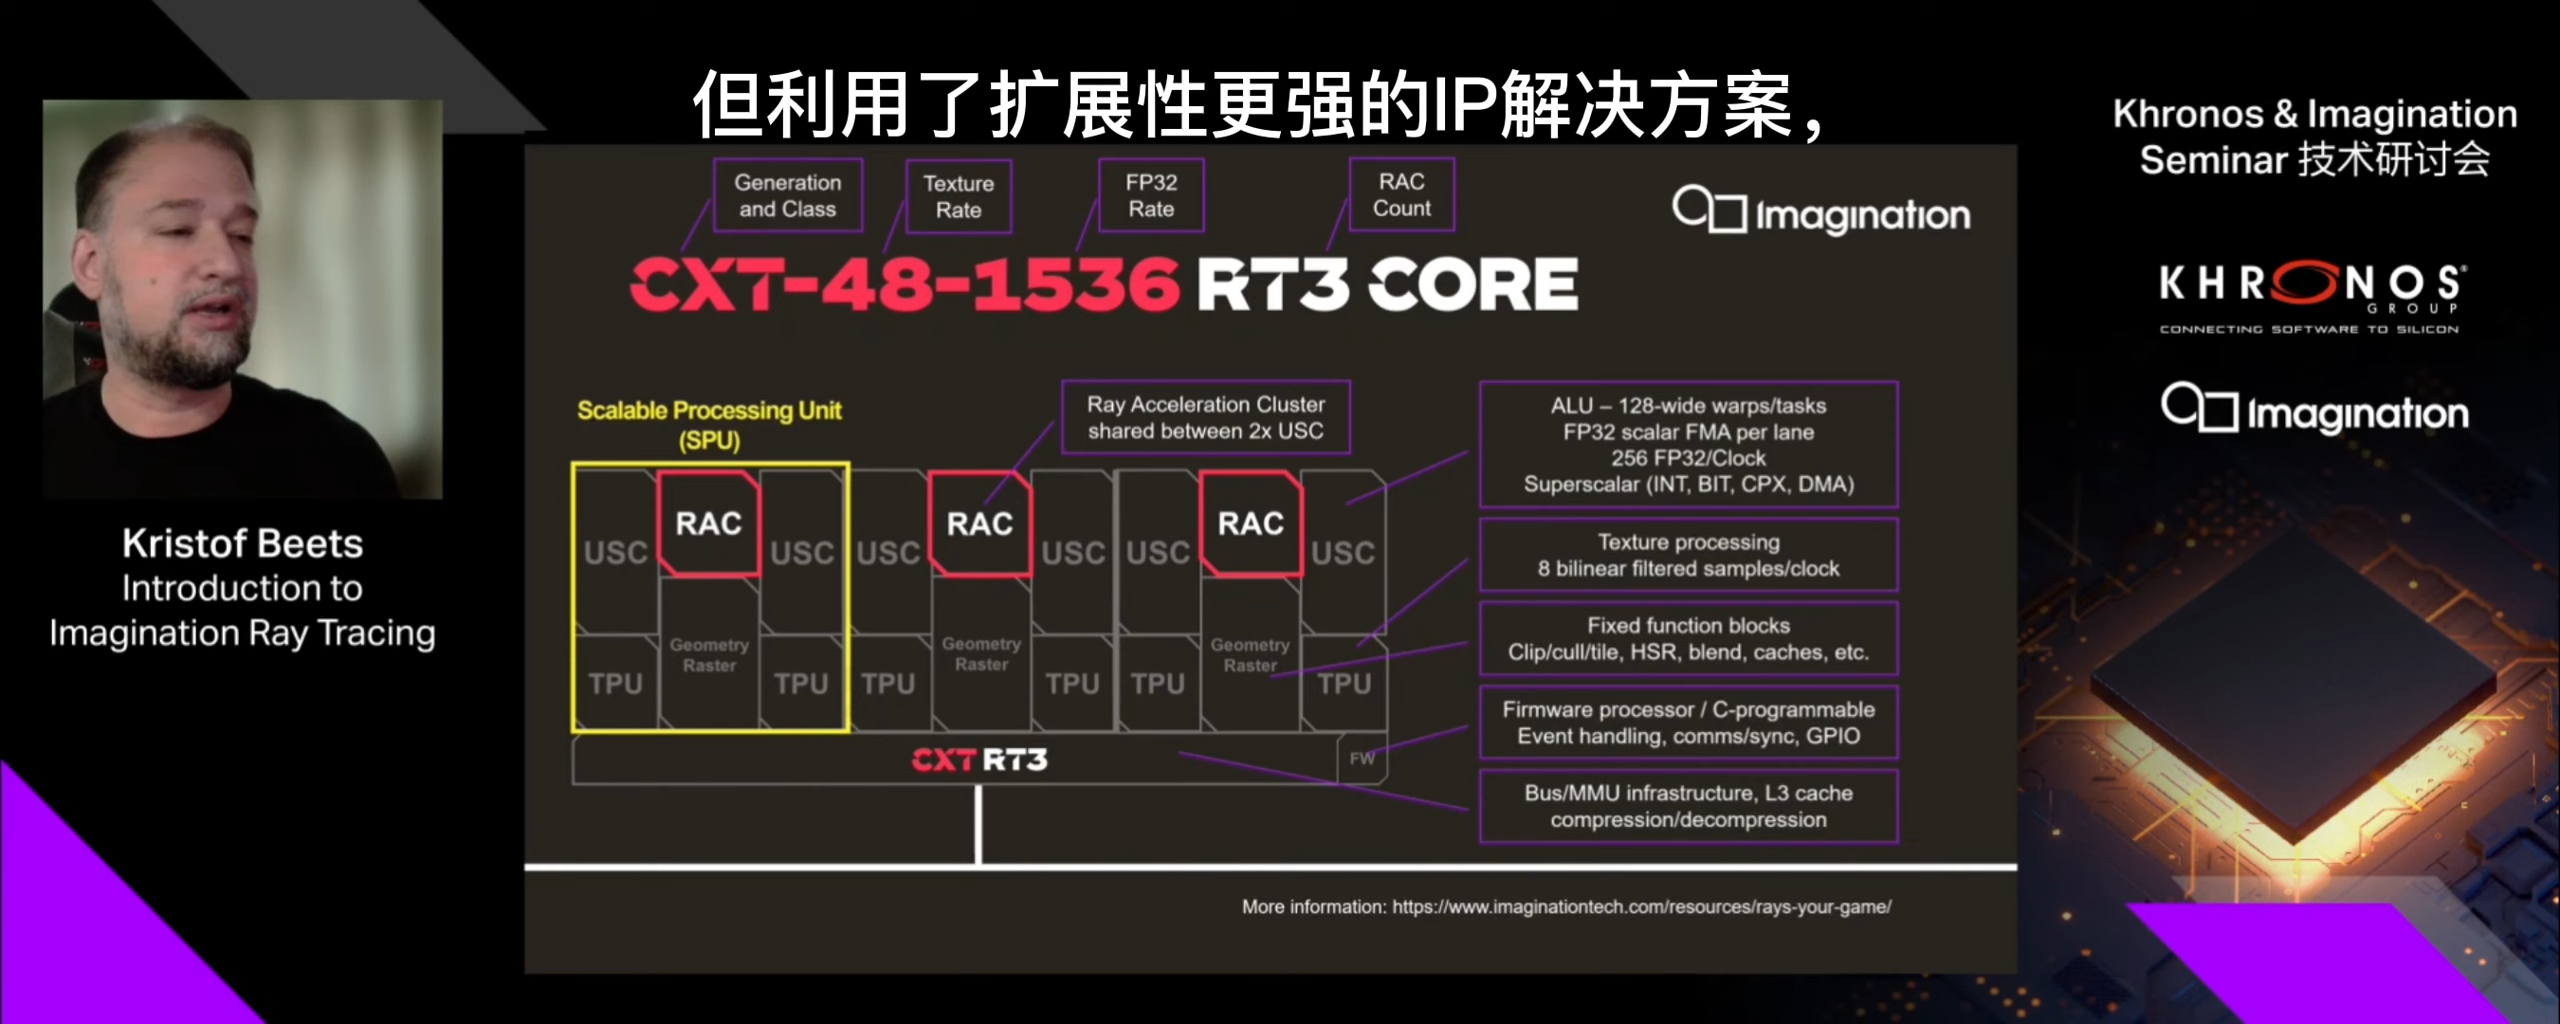 但利用了扩展性更强的IP解决方案，
Khronos & Imagination
Seminar 技术研讨会
KHRONOS
GROUP
CONNECTING SOFTWARE TO SILICON
Imagination
Kristof Beets
Introduction to
Imagination Ray Tracing
Generation
and Class
Texture
Rate
FP32
Rate
RAC
Count
Imagination
CXT-48-1536 RT3 CORE
Scalable Processing Unit
(SPU)
Ray Acceleration Cluster
shared between 2x USC
USC
RAC
USC
USC
RAC
USC
USC
RAC
USC
TPU
Geometry
Raster
TPU
TPU
Geometry
Raster
TPU
TPU
Geometry
Raster
TPU
CXT RT3
FW
ALU – 128-wide warps/tasks
FP32 scalar FMA per lane
256 FP32/Clock
Superscalar (INT, BIT, CPX, DMA)
Texture processing
8 bilinear filtered samples/clock
Fixed function blocks
Clip/cull/tile, HSR, blend, caches, etc.
Firmware processor / C-programmable
Event handling, comms/sync, GPIO
Bus/MMU infrastructure, L3 cache
compression/decompression
More information: https://www.imaginationtech.com/resources/rays-your-game/